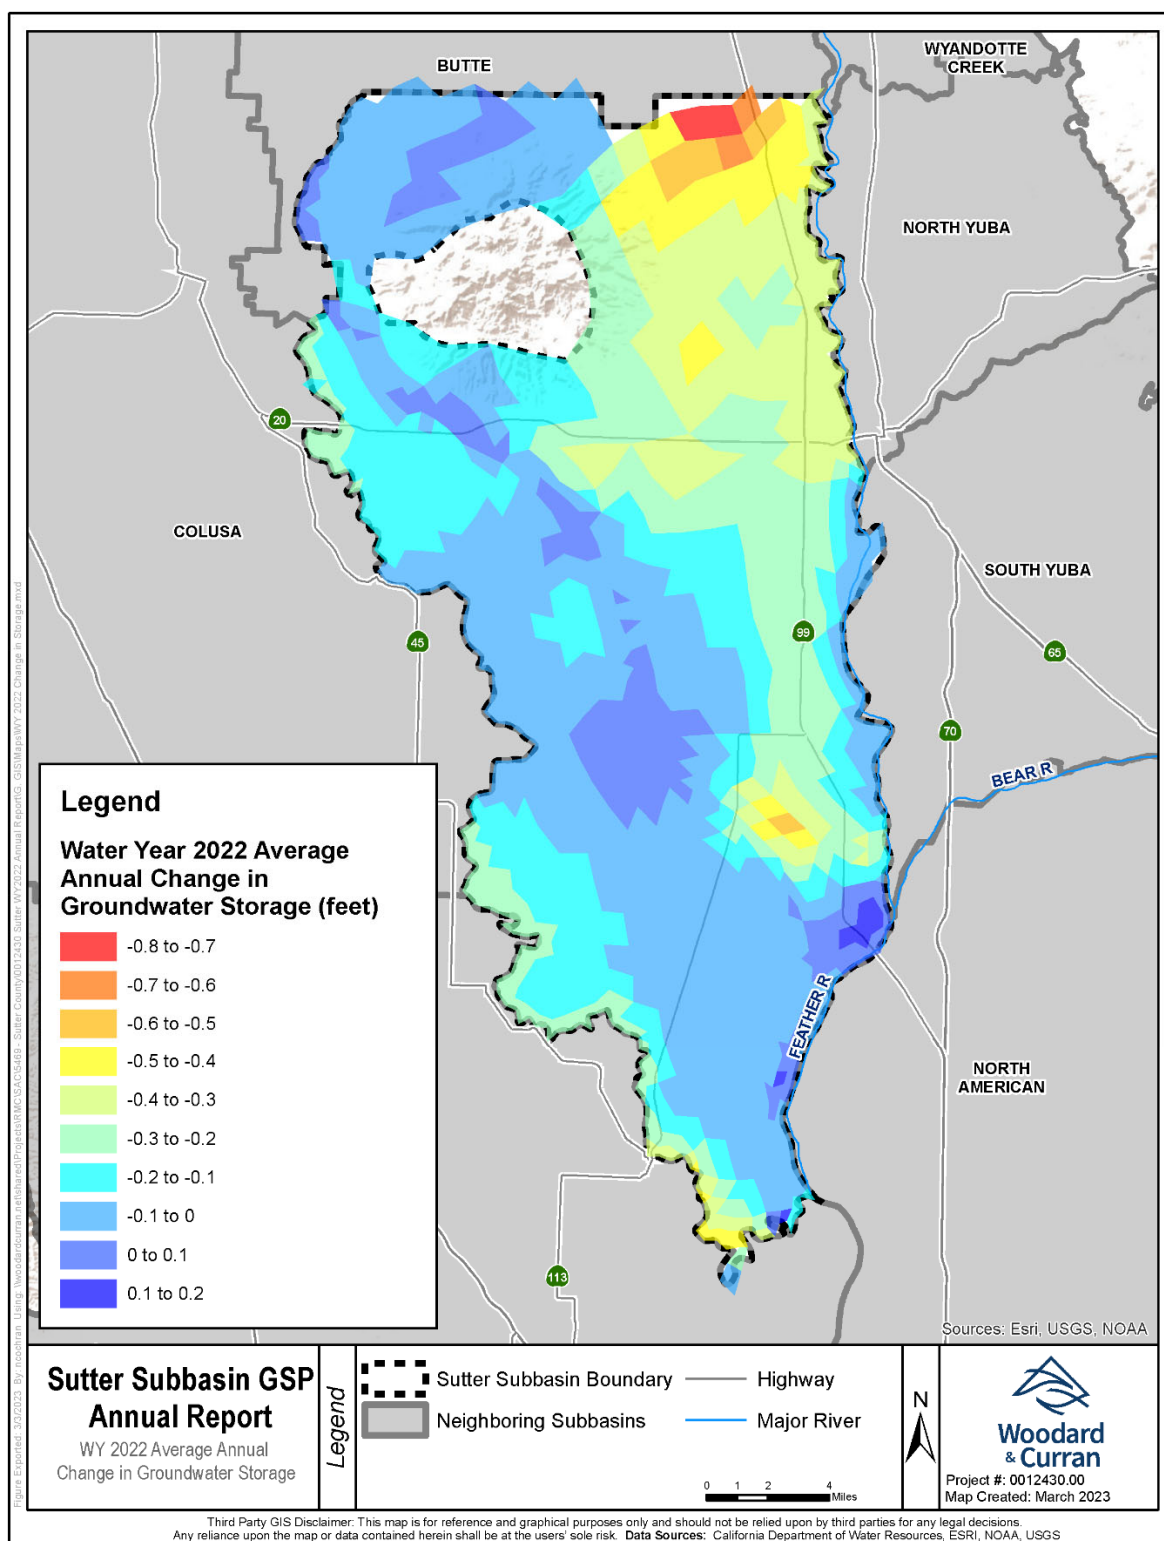 BUTTE
WYANDOTTE
CREEK
NORTH YUBA
20
COLUSA
SOUTH YUBA
45
99
65
70
BEAR R
FEATHER R
NORTH
AMERICAN
113
Legend
Water Year 2022 Average
Annual Change in
Groundwater Storage (feet)
-0.8 to -0.7
-0.7 to -0.6
-0.6 to -0.5
-0.5 to -0.4
-0.4 to -0.3
-0.3 to -0.2
-0.2 to -0.1
-0.1 to 0
0 to 0.1
0.1 to 0.2
Sources: Esri, USGS, NOAA
Sutter Subbasin GSP
Annual Report
WY 2022 Average Annual
Change in Groundwater Storage
Legend
Sutter Subbasin Boundary
Highway
Neighboring Subbasins
Major River
0 1 2 4
Miles
N
Woodard
& Curran
Project #: 0012430.00
Map Created: March 2023
Third Party GIS Disclaimer: This map is for reference and graphical purposes only and should not be relied upon by third parties for any legal decisions.
Any reliance upon the map or data contained herein shall be at the users' sole risk. Data Sources: California Department of Water Resources, ESRI, NOAA, USGS